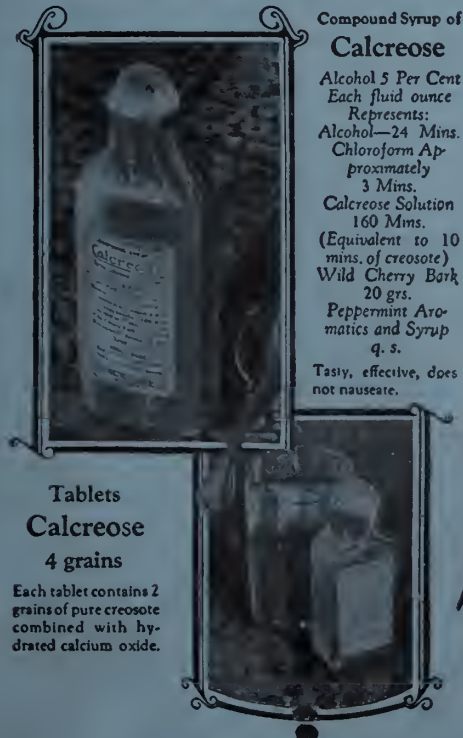 Compound Syrup of
Calcreose
Alcohol 5 Per Cent
Each fluid ounce
Represents:
Alcohol—24 Mins.
Chloroform Ap-
proximately
3 Mins.
Calcreose Solution
160 Mins.
(Equivalent to 10
mins. of creosote)
Wild Cherry Bark
20 grs.
Peppermint Aro-
matics and Syrup
q. s.
Tasty, effective, does
not nauseate.
Calcreose
Tablets
Calcreose
4 grains
Each tablet contains 2
grains of pure creosote
combined with hy-
drated calcium oxide.